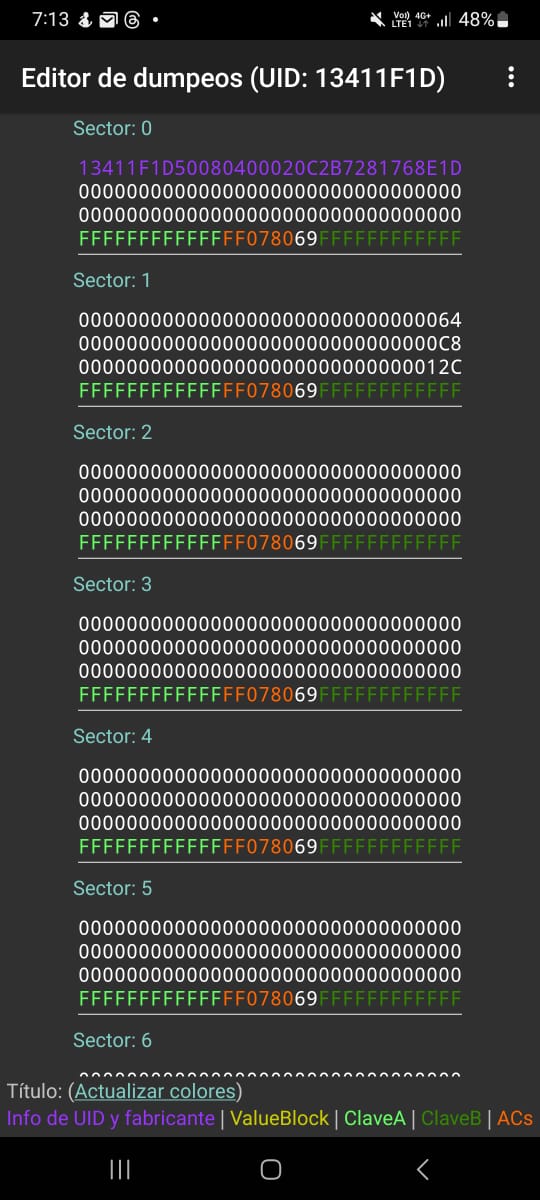 7:13
Vo)) LTE1 4G+ 48%
Editor de dumpeos (UID: 13411F1D)
Sector: 0
13411F1D50080400020C2B7281768E1D
00000000000000000000000000000000
00000000000000000000000000000000
FFFFFFFFFFFFFF078069FFFFFFFFFFFF
Sector: 1
00000000000000000000000000000064
000000000000000000000000000000C8
0000000000000000000000000000012C
FFFFFFFFFFFFFF078069FFFFFFFFFFFF
Sector: 2
00000000000000000000000000000000
00000000000000000000000000000000
00000000000000000000000000000000
FFFFFFFFFFFFFF078069FFFFFFFFFFFF
Sector: 3
00000000000000000000000000000000
00000000000000000000000000000000
00000000000000000000000000000000
FFFFFFFFFFFFFF078069FFFFFFFFFFFF
Sector: 4
00000000000000000000000000000000
00000000000000000000000000000000
00000000000000000000000000000000
FFFFFFFFFFFFFF078069FFFFFFFFFFFF
Sector: 5
00000000000000000000000000000000
00000000000000000000000000000000
00000000000000000000000000000000
FFFFFFFFFFFFFF078069FFFFFFFFFFFF
Sector: 6
Título: (Actualizar colores)
Info de UID y fabricante | ValueBlock | ClaveA | ClaveB | ACs